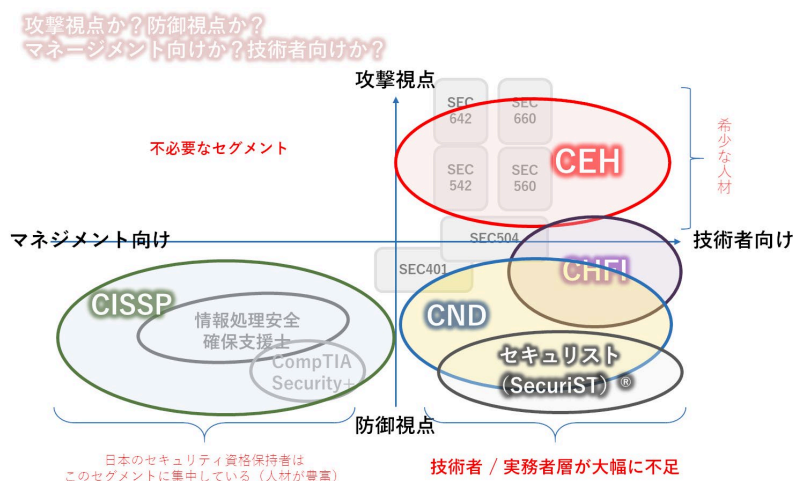 攻撃視点か？防御視点か？
マネージメント向けか？技術者向けか？
攻撃視点
SEC
642
SEC
660
不必要なセグメント
CEH
希少な人材
SEC
542
SEC
560
マネジメント向け
SEC504
技術者向け
SEC401
CHFI
CISSP
CND
情報処理安全
確保支援士
CompTIA
Security+
セキュリスト
（SecuriST）®
防御視点
日本のセキュリティ資格保持者は
このセグメントに集中している（人材が豊富）
技術者 / 実務者層が大幅に不足